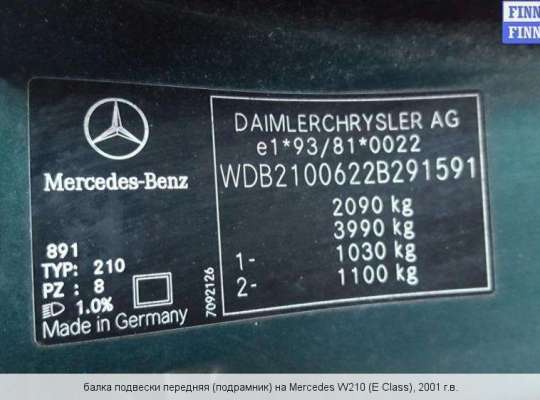 FINN
FINN
DAIMLERCHRYSLER AG
e1*93/81*0022
WDB2100622B291591
2090 kg
3990 kg
1- 1030 kg
2- 1100 kg
Mercedes-Benz
891
TYP: 210
PZ : 8
1.0%
Made in Germany
7092126
балка подвески передняя (подрамник) на Mercedes W210 (E Class), 2001 г.в.